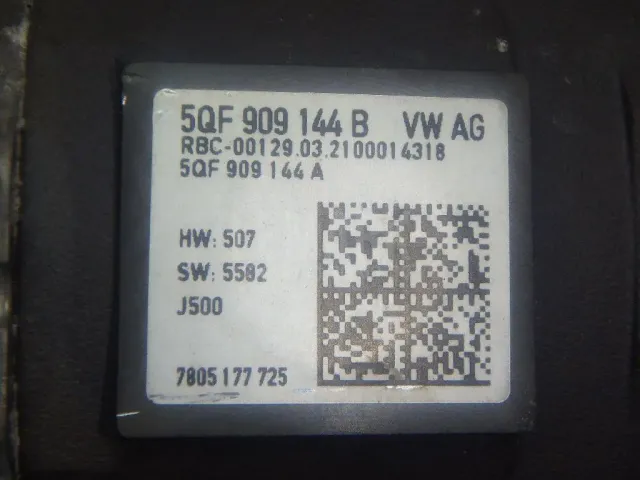 5QF 909 144 B VW AG
RBC-00129.03.2100014318
5QF 909 144 A
HW: 507
SW: 5582
J500
7805 177 725